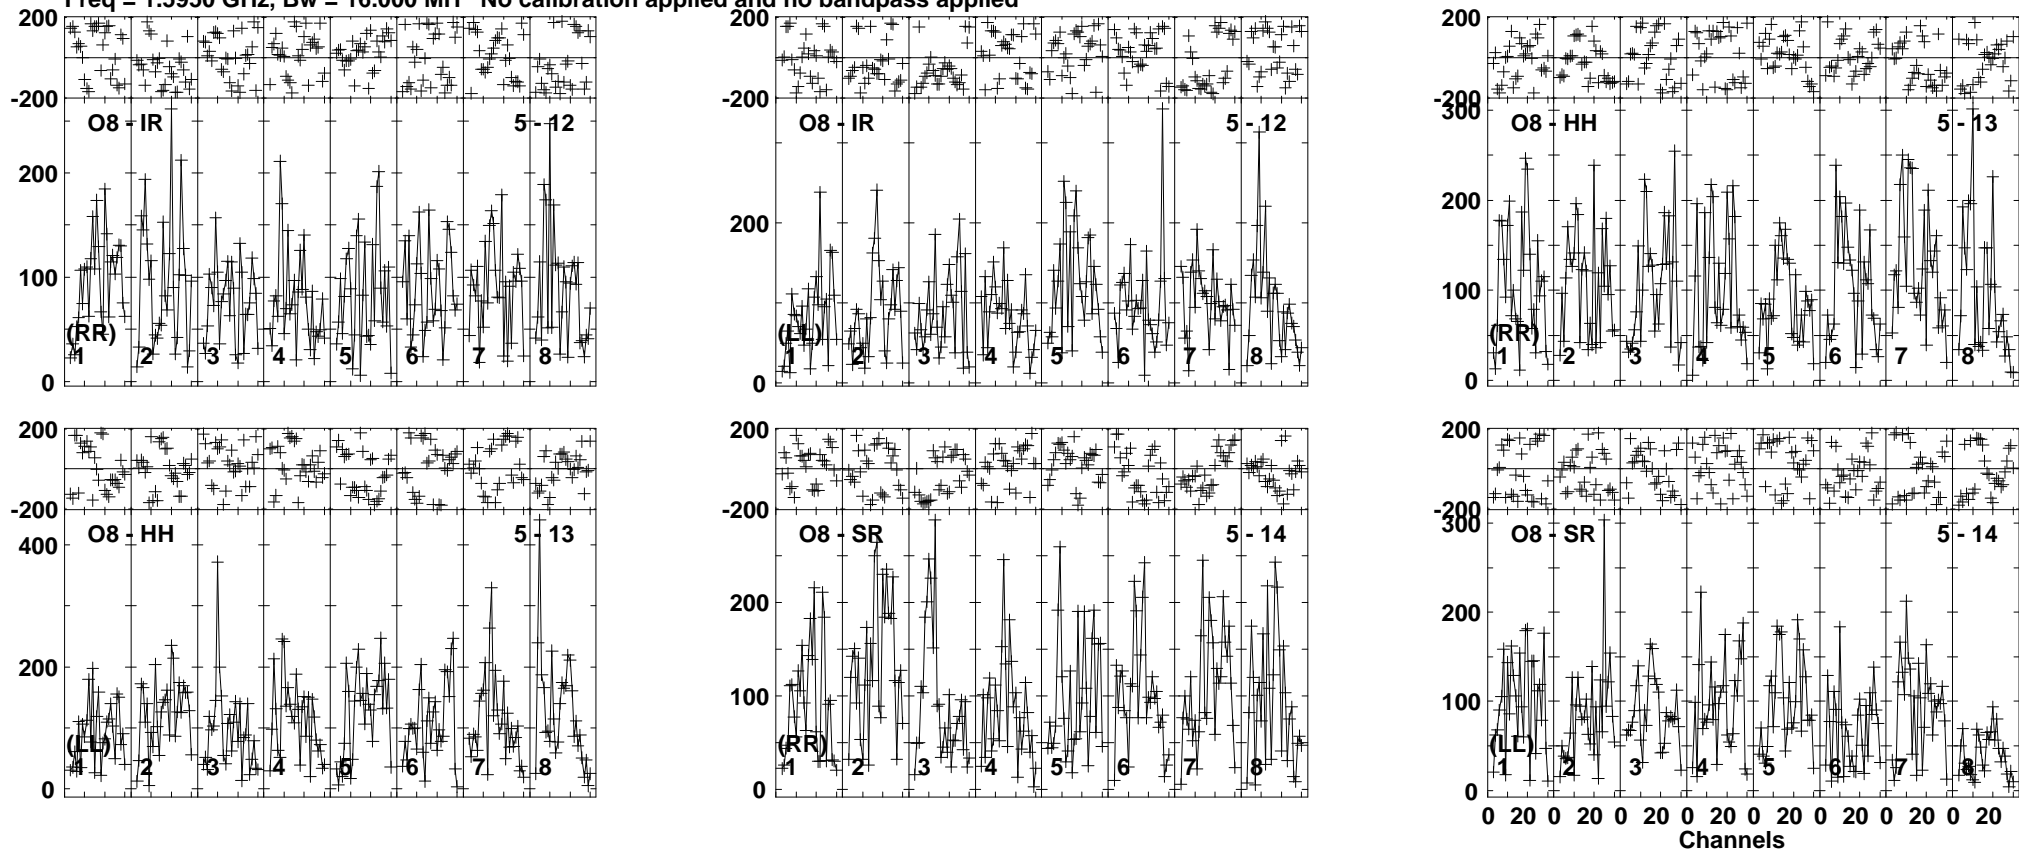 Freq = 1.5950 GHz, Bw = 16.000 MH No calibration applied and no bandpass applied
200
-200
O8 - IR 5 - 12
200
100
0
(RR)
1 2 3 4 5 6 7 8
200
-200
O8 - IR 5 - 12
200
0
(LL)
1 2 3 4 5 6 7 8
200
-200
300
O8 - HH 5 - 13
200
100
0
(RR)
1 2 3 4 5 6 7 8
200
-200
O8 - HH 5 - 13
400
200
0
(LL)
1 2 3 4 5 6 7 8
200
-200
O8 - SR 5 - 14
200
100
0
(RR)
1 2 3 4 5 6 7 8
200
-200
300
O8 - SR 5 - 14
200
100
0
(LL)
1 2 3 4 5 6 7 8
0 20 0 20 0 20 0 20 0 20 0 20 0 20 0 20
Channels